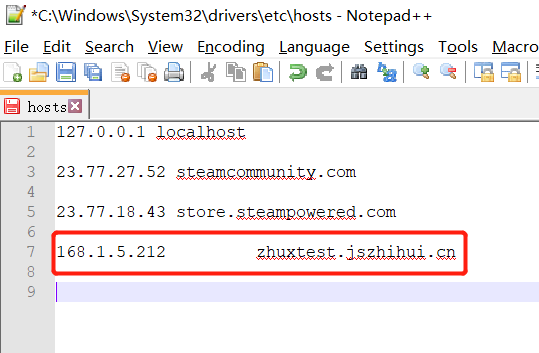 *C:\Windows\System32\drivers\etc\hosts - Notepad++
File Edit Search View Encoding Language Settings Tools Macro
hosts
1 127.0.0.1 localhost
2
3 23.77.27.52 steamcommunity.com
4
5 23.77.18.43 store.steampowered.com
6
7 168.1.5.212 zhuxtest.jszhihui.cn
8
9